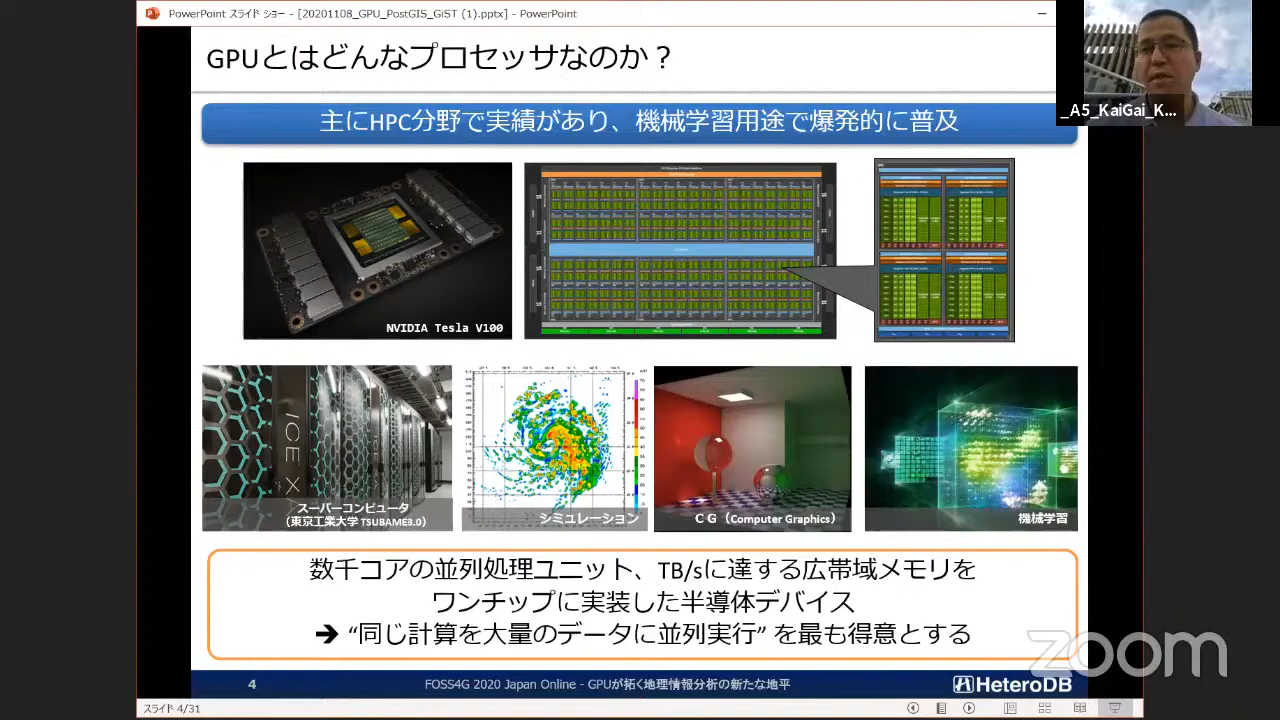 PowerPoint スライド ショー - [20201108_GPU_PostGIS_GiST (1).pptx] - PowerPoint
GPUとはどんなプロセッサなのか？
_A5_KaiGai_K...
主にHPC分野で実績があり、機械学習用途で爆発的に普及
NVIDIA Tesla V100
ICE X
スーパーコンピュータ
（東京工業大学 TSUBAME3.0）
シミュレーション
ＣＧ（Computer Graphics）
機械学習
数千コアの並列処理ユニット、TB/sに達する広帯域メモリを
ワンチップに実装した半導体デバイス
➔ “同じ計算を大量のデータに並列実行” を最も得意とする
zoom
4
FOSS4G 2020 Japan Online - GPUが拓く地理情報分析の新たな地平
HeteroDB
スライド 4/31